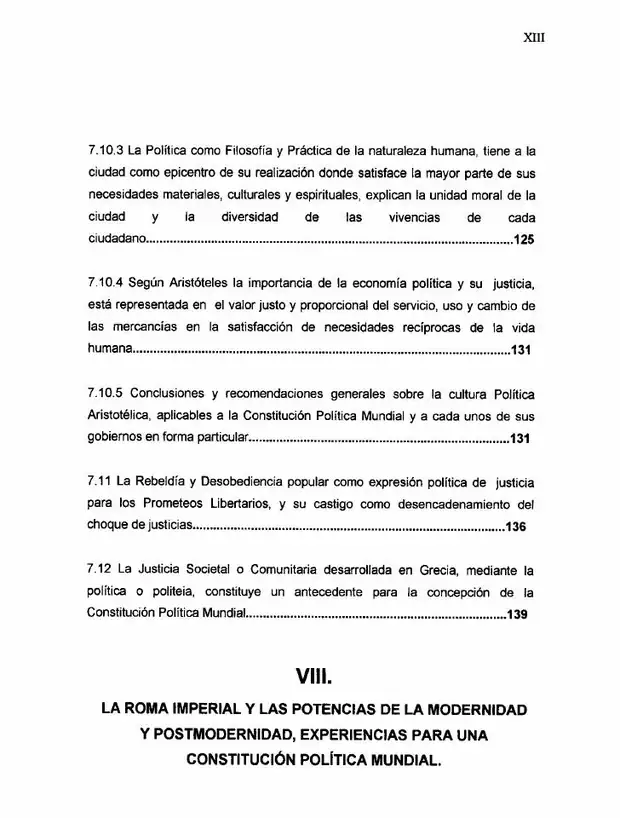 XIII
7.10.3 La Política como Filosofía y Práctica de la naturaleza humana, tiene a la
ciudad como epicentro de su realización donde satisface la mayor parte de sus
necesidades materiales, culturales y espirituales, explican la unidad moral de la
ciudad y la diversidad de las vivencias de cada
ciudadano..........................................................................................................125
7.10.4 Según Aristóteles la importancia de la economía política y su justicia,
está representada en el valor justo y proporcional del servicio, uso y cambio de
las mercancías en la satisfacción de necesidades recíprocas de la vida
humana.............................................................................................................131
7.10.5 Conclusiones y recomendaciones generales sobre la cultura Política
Aristotélica, aplicables a la Constitución Política Mundial y a cada unos de sus
gobiernos en forma particular...........................................................................131
7.11 La Rebeldía y Desobediencia popular como expresión política de justicia
para los Prometeos Libertarios, y su castigo como desencadenamiento del
choque de justicias..........................................................................................136
7.12 La Justicia Societal o Comunitaria desarrollada en Grecia, mediante la
política o politeia, constituye un antecedente para la concepción de la
Constitución Política Mundial...........................................................................139
VIII.
LA ROMA IMPERIAL Y LAS POTENCIAS DE LA MODERNIDAD
Y POSTMODERNIDAD, EXPERIENCIAS PARA UNA
CONSTITUCIÓN POLÍTICA MUNDIAL.